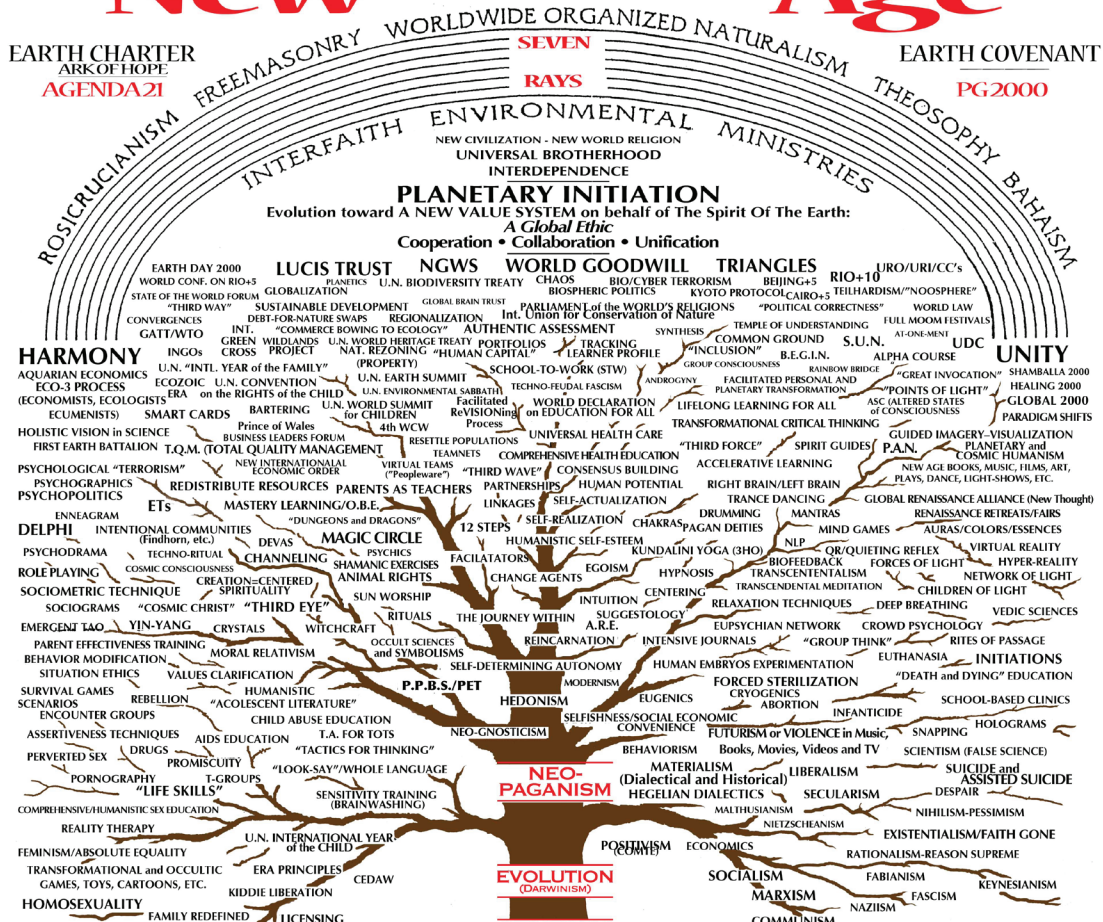 New Age
EARTH CHARTER
ARK OF HOPE
AGENDA21
EARTH COVENANT
PG2000
ROSICRUCIANISM FREEMASONRY WORLDWIDE ORGANIZED NATURALISM THEOSOPHY BAHAISM
SEVEN
RAYS
INTERFAITH ENVIRONMENTAL MINISTRIES
NEW CIVILIZATION - NEW WORLD RELIGION
UNIVERSAL BROTHERHOOD
INTERDEPENDENCE
PLANETARY INITIATION
Evolution toward A NEW VALUE SYSTEM on behalf of The Spirit Of The Earth:
A Global Ethic
Cooperation • Collaboration • Unification
EARTH DAY 2000
LUCIS TRUST
NGWS
WORLD GOODWILL
TRIANGLES
URO/URI/CC's
WORLD CONF. ON RIO+5
PLANETICS
U.N. BIODIVERSITY TREATY
CHAOS
BIO/CYBER TERRORISM
BEIJING+5
RIO+10
STATE OF THE WORLD FORUM
GLOBALIZATION
BIOSPHERIC POLITICS
KYOTO PROTOCOL
CAIRO+5
TEILHARDISM/"NOOSPHERE"
"THIRD WAY"
SUSTAINABLE DEVELOPMENT
GLOBAL BRAIN TRUST
PARLIAMENT of the WORLD'S RELIGIONS
"POLITICAL CORRECTNESS"
WORLD LAW
CONVERGENCES
DEBT-FOR-NATURE SWAPS
REGIONALIZATION
Int. Union for Conservation of Nature
FULL MOON FESTIVALS
GATT/WTO
INT.
"COMMERCE BOWING TO ECOLOGY"
AUTHENTIC ASSESSMENT
SYNTHESIS
TEMPLE OF UNDERSTANDING
AT-ONE-MENT
GREEN
WILDLANDS
U.N. WORLD HERITAGE TREATY
PORTFOLIOS
TRACKING
COMMON GROUND
S.U.N.
UDC
HARMONY
INGOs
CROSS
PROJECT
NAT. REZONING
"HUMAN CAPITAL"
LEARNER PROFILE
"INCLUSION"
B.E.G.I.N.
ALPHA COURSE
UNITY
U.N. "INTL. YEAR of the FAMILY"
(PROPERTY)
SCHOOL-TO-WORK (STW)
GROUP CONSCIOUSNESS
RAINBOW BRIDGE
AQUARIAN ECONOMICS
U.N. EARTH SUMMIT
ANDROGYNY
FACILITATED PERSONAL AND
PLANETARY TRANSFORMATION
"GREAT INVOCATION"
SHAMBALLA 2000
ECO-3 PROCESS
ECOZOIC
ERA
U.N. CONVENTION
on the RIGHTS of the CHILD
U.N. ENVIRONMENTAL SABBATH
TECHNO-FEUDAL FASCISM
"POINTS OF LIGHT"
HEALING 2000
(ECONOMISTS, ECOLOGISTS
ECUMENISTS)
U.N. WORLD SUMMIT
for CHILDREN
Facilitated
ReVISIONing
Process
WORLD DECLARATION
on EDUCATION FOR ALL
LIFELONG LEARNING FOR ALL
ASC (ALTERED STATES
of CONSCIOUSNESS
GLOBAL 2000
SMART CARDS
BARTERING
PARADIGM SHIFTS
Prince of Wales
BUSINESS LEADERS FORUM
4th WCW
TRANSFORMATIONAL CRITICAL THINKING
HOLISTIC VISION in SCIENCE
RESETTLE POPULATIONS
UNIVERSAL HEALTH CARE
GUIDED IMAGERY–VISUALIZATION
FIRST EARTH BATTALION
T.Q.M. (TOTAL QUALITY MANAGEMENT
TEAMNETS
COMPREHENSIVE HEALTH EDUCATION
"THIRD FORCE"
SPIRIT GUIDES
P.A.N.
PLANETARY and
COSMIC HUMANISM
PSYCHOLOGICAL "TERRORISM"
NEW INTERNATIONAL
ECONOMIC ORDER
VIRTUAL TEAMS
("Peopleware")
"THIRD WAVE"
CONSENSUS BUILDING
ACCELERATIVE LEARNING
NEW AGE BOOKS, MUSIC, FILMS, ART,
PLAYS, DANCE, LIGHT-SHOWS, ETC.
PSYCHOGRAPHICS
REDISTRIBUTE RESOURCES
PARENTS AS TEACHERS
PARTNERSHIPS
HUMAN POTENTIAL
RIGHT BRAIN/LEFT BRAIN
PSYCHOPOLITICS
ETs
MASTERY LEARNING/O.B.E.
LINKAGES
SELF-ACTUALIZATION
TRANCE DANCING
GLOBAL RENAISSANCE ALLIANCE (New Thought)
ENNEAGRAM
"DUNGEONS and DRAGONS"
12 STEPS
SELF-REALIZATION
CHAKRAS
DRUMMING
MANTRAS
RENAISSANCE RETREATS/FAIRS
DELPHI
INTENTIONAL COMMUNITIES
(Findhorn, etc.)
DEVAS
MAGIC CIRCLE
HUMANISTIC SELF-ESTEEM
PAGAN DEITIES
MIND GAMES
AURAS/COLORS/ESSENCES
PSYCHODRAMA
TECHNO-RITUAL
CHANNELING
PSYCHICS
FACILATATORS
KUNDALINI YOGA (3HO)
NLP
QR/QUIETING REFLEX
VIRTUAL REALITY
COSMIC CONSCIOUSNESS
SHAMANIC EXERCISES
EGOISM
BIOFEEDBACK
FORCES OF LIGHT
HYPER-REALITY
ROLE PLAYING
CREATION=CENTERED
SPIRITUALITY
ANIMAL RIGHTS
CHANGE AGENTS
HYPNOSIS
TRANSCENTENTALISM
NETWORK OF LIGHT
SOCIOMETRIC TECHNIQUE
SUN WORSHIP
INTUITION
CENTERING
TRANSCENDENTAL MEDITATION
CHILDREN OF LIGHT
SOCIOGRAMS
"COSMIC CHRIST"
"THIRD EYE"
RITUALS
THE JOURNEY WITHIN
SUGGESTOLOGY
RELAXATION TECHNIQUES
DEEP BREATHING
VEDIC SCIENCES
EMERGENT TAO
YIN-YANG
CRYSTALS
WITCHCRAFT
A.R.E.
EUPSYCHIAN NETWORK
CROWD PSYCHOLOGY
PARENT EFFECTIVENESS TRAINING
OCCULT SCIENCES
and SYMBOLISMS
REINCARNATION
INTENSIVE JOURNALS
"GROUP THINK"
RITES OF PASSAGE
BEHAVIOR MODIFICATION
MORAL RELATIVISM
SELF-DETERMINING AUTONOMY
HUMAN EMBRYOS EXPERIMENTATION
EUTHANASIA
INITIATIONS
SITUATION ETHICS
VALUES CLARIFICATION
P.P.B.S./PET
MODERNISM
FORCED STERILIZATION
"DEATH and DYING" EDUCATION
SURVIVAL GAMES
SCENARIOS
REBELLION
HUMANISTIC
"ACOLESCENT LITERATURE"
HEDONISM
EUGENICS
CRYOGENICS
ABORTION
SCHOOL-BASED CLINICS
ENCOUNTER GROUPS
CHILD ABUSE EDUCATION
SELFISHNESS/SOCIAL ECONOMIC
CONVENIENCE
INFANTICIDE
HOLOGRAMS
ASSERTIVENESS TECHNIQUES
AIDS EDUCATION
T.A. FOR TOTS
NEO-GNOSTICISM
FUTURISM or VIOLENCE in Music,
Books, Movies, Videos and TV
SNAPPING
PERVERTED SEX
DRUGS
"TACTICS FOR THINKING"
BEHAVIORISM
SCIENTISM (FALSE SCIENCE)
PROMISCUITY
"LOOK-SAY"/WHOLE LANGUAGE
NEO-
PAGANISM
MATERIALISM
(Dialectical and Historical)
LIBERALISM
SUICIDE and
ASSISTED SUICIDE
PORNOGRAPHY
T-GROUPS
"LIFE SKILLS"
SENSITIVITY TRAINING
(BRAINWASHING)
HEGELIAN DIALECTICS
SECULARISM
DESPAIR
COMPREHENSIVE/HUMANISTIC SEX EDUCATION
MALTHUSIANISM
NIHILISM-PESSIMISM
REALITY THERAPY
U.N. INTERNATIONAL YEAR
of the CHILD
NIETZSCHEANISM
EXISTENTIALISM/FAITH GONE
FEMINISM/ABSOLUTE EQUALITY
POSITIVISM
(COMTE)
ECONOMICS
RATIONALISM-REASON SUPREME
TRANSFORMATIONAL and OCCULTIC
GAMES, TOYS, CARTOONS, ETC.
ERA PRINCIPLES
CEDAW
EVOLUTION
(DARWINISM)
SOCIALISM
FABIANISM
KEYNESIANISM
KIDDIE LIBERATION
MARXISM
FASCISM
HOMOSEXUALITY
NAZIISM
FAMILY REDEFINED
LICENSING
COMMUNISM